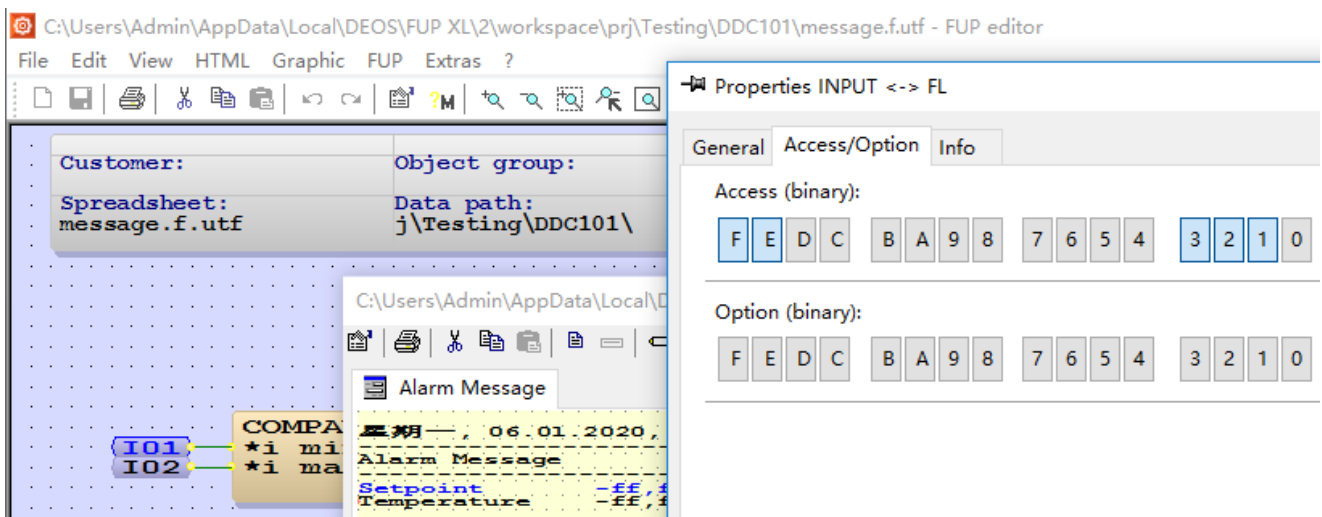 C:\Users\Admin\AppData\Local\DEOS\FUP XL\2\workspace\prj\Testing\DDC101\message.f.utf - FUP editor
File Edit View HTML Graphic FUP Extras ?
?M
Customer: Object group:
Spreadsheet: Data path:
message.f.utf j\Testing\DDC101\
C:\Users\Admin\AppData\Local\D
Alarm Message
星期一, 06.01.2020,
Alarm Message
Setpoint -ff,f
Temperature -ff,f
COMPA
IO1 *i mi
IO2 *i ma
Properties INPUT <-> FL
General Access/Option Info
Access (binary):
F E D C B A 9 8 7 6 5 4 3 2 1 0
Option (binary):
F E D C B A 9 8 7 6 5 4 3 2 1 0